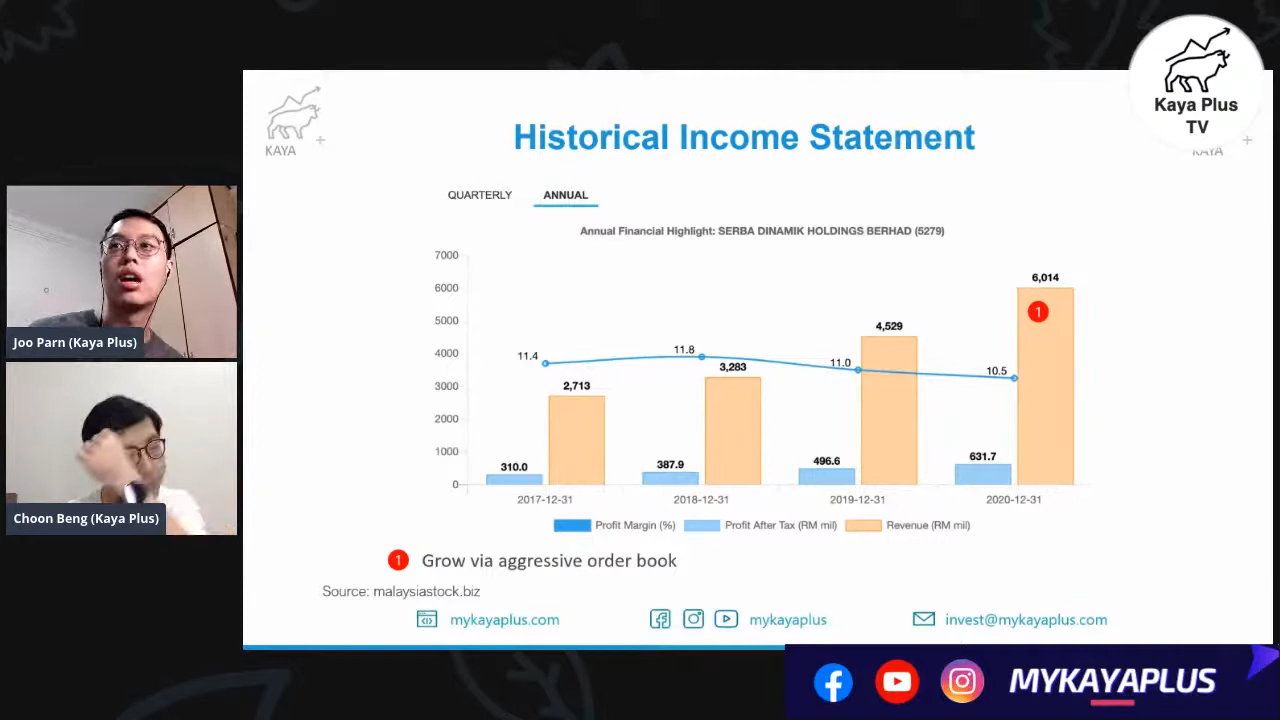 Kaya Plus
TV
KAYA
KAYA
Historical Income Statement
QUARTERLY
ANNUAL
Annual Financial Highlight: SERBA DINAMIK HOLDINGS BERHAD (5279)
7000
6000
5000
4000
3000
2000
1000
0
11.4
11.8
11.0
10.5
310.0
2,713
387.9
3,283
496.6
4,529
631.7
6,014
1
2017-12-31
2018-12-31
2019-12-31
2020-12-31
Profit Margin (%)
Profit After Tax (RM mil)
Revenue (RM mil)
1 Grow via aggressive order book
Source: malaysiastock.biz
mykayaplus.com
mykayaplus
invest@mykayaplus.com
Joo Parn (Kaya Plus)
Choon Beng (Kaya Plus)
MYKAYAPLUS